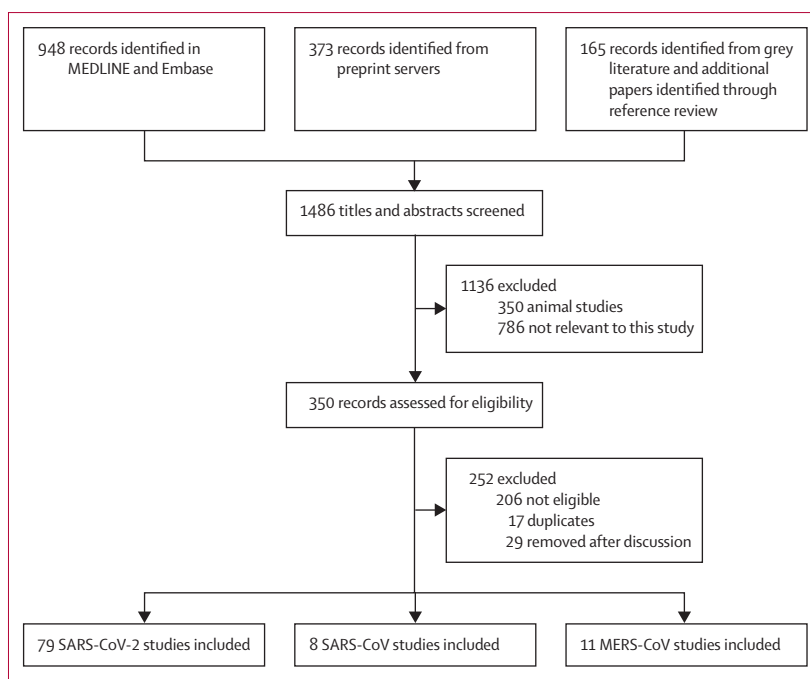 948 records identified in
MEDLINE and Embase
373 records identified from
preprint servers
165 records identified from grey
literature and additional
papers identified through
reference review
1486 titles and abstracts screened
1136 excluded
350 animal studies
786 not relevant to this study
350 records assessed for eligibility
252 excluded
206 not eligible
17 duplicates
29 removed after discussion
79 SARS-CoV-2 studies included
8 SARS-CoV studies included
11 MERS-CoV studies included